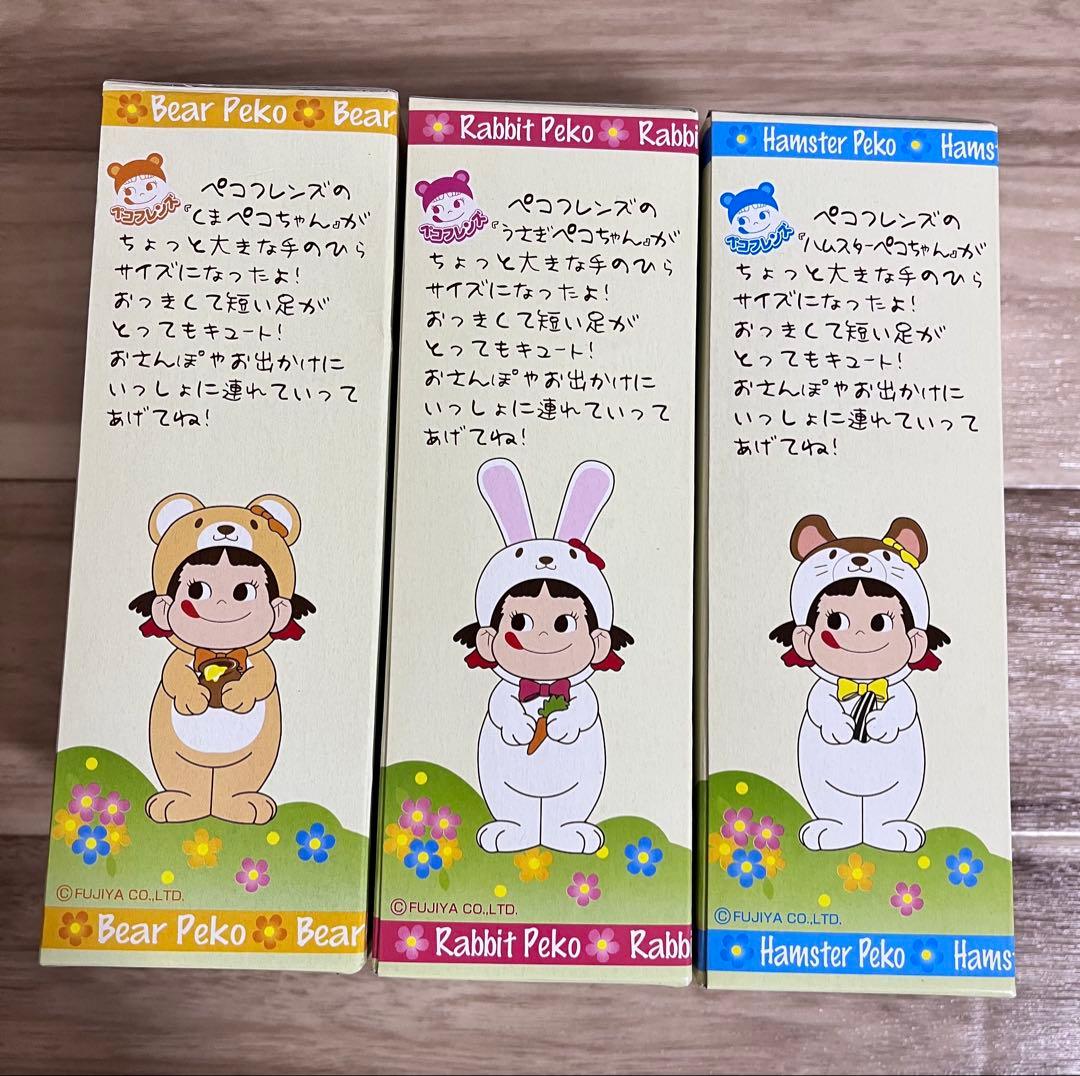 Bear Peko Bear
ペコフレンズ
ペコフレンズの
『くまペコちゃん』が
ちょっと大きな手のひら
サイズになったよ!
おっきくて短い足が
とってもキュート!
おさんぽやお出かけに
いっしょに連れていって
あげてね!
©FUJIYA CO.,LTD.
Bear Peko Bear
Rabbit Peko Rabbi
ペコフレンズ
ペコフレンズの
『うさぎペコちゃん』が
ちょっと大きな手のひら
サイズになったよ!
おっきくて短い足が
とってもキュート!
おさんぽやお出かけに
いっしょに連れていって
あげてね!
©FUJIYA CO.,LTD.
Rabbit Peko Rabb
Hamster Peko Hams
ペコフレンズ
ペコフレンズの
『ハムスターペコちゃん』が
ちょっと大きな手のひら
サイズになったよ!
おっきくて短い足が
とってもキュート!
おさんぽやお出かけに
いっしょに連れていって
あげてね!
©FUJIYA CO.,LTD.
Hamster Peko Hams